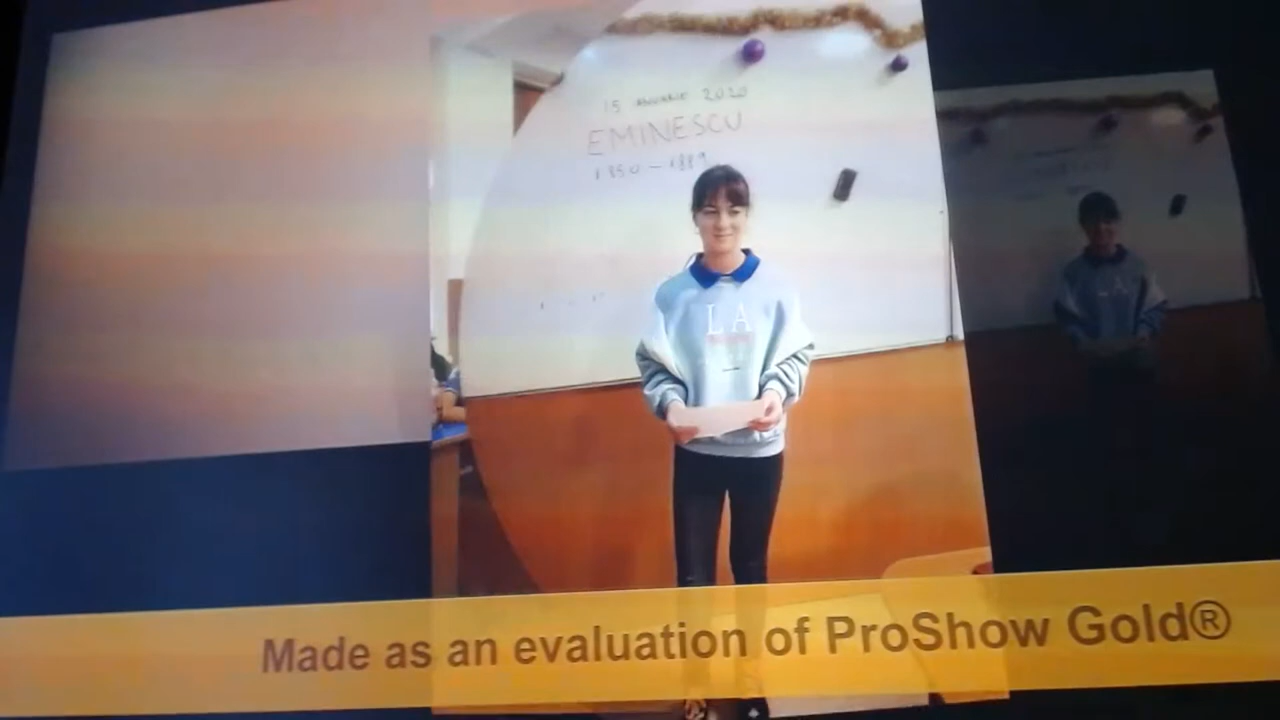 15 IANUARIE 2020
EMINESCU
1850 – 1889
LA
Made as an evaluation of ProShow Gold®